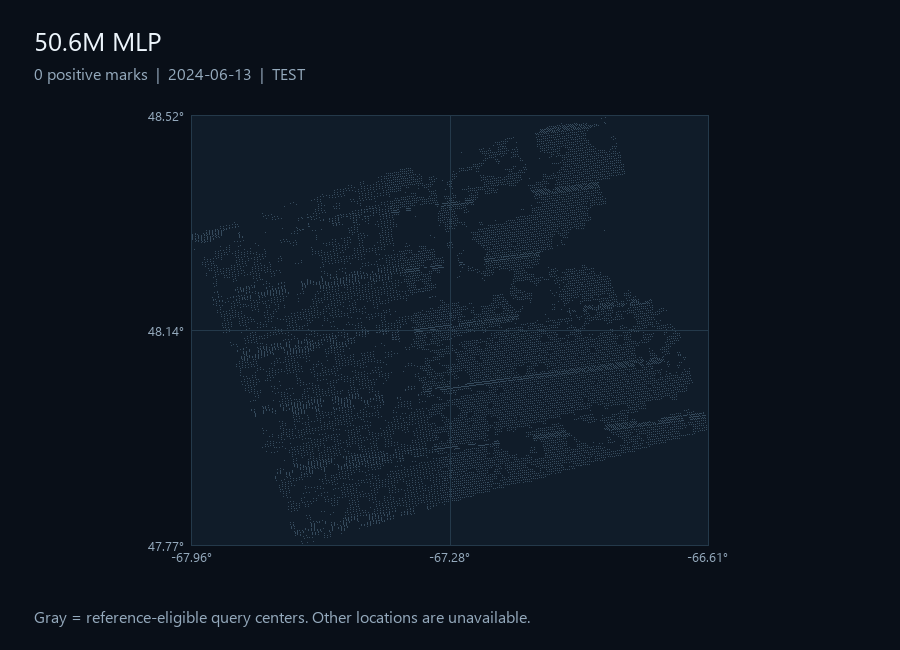 50.6M MLP
0 positive marks | 2024-06-13 | TEST
48.52°
48.14°
47.77°
-67.96° -67.28° -66.61°
Gray = reference-eligible query centers. Other locations are unavailable.